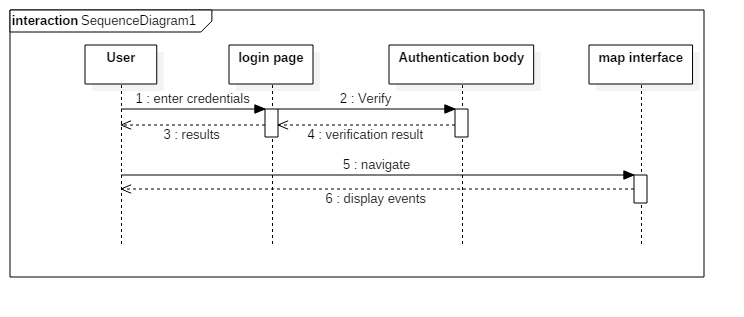 interaction SequenceDiagram1
User
login page
Authentication body
map interface
1 : enter credentials
2 : Verify
3 : results
4 : verification result
5 : navigate
6 : display events